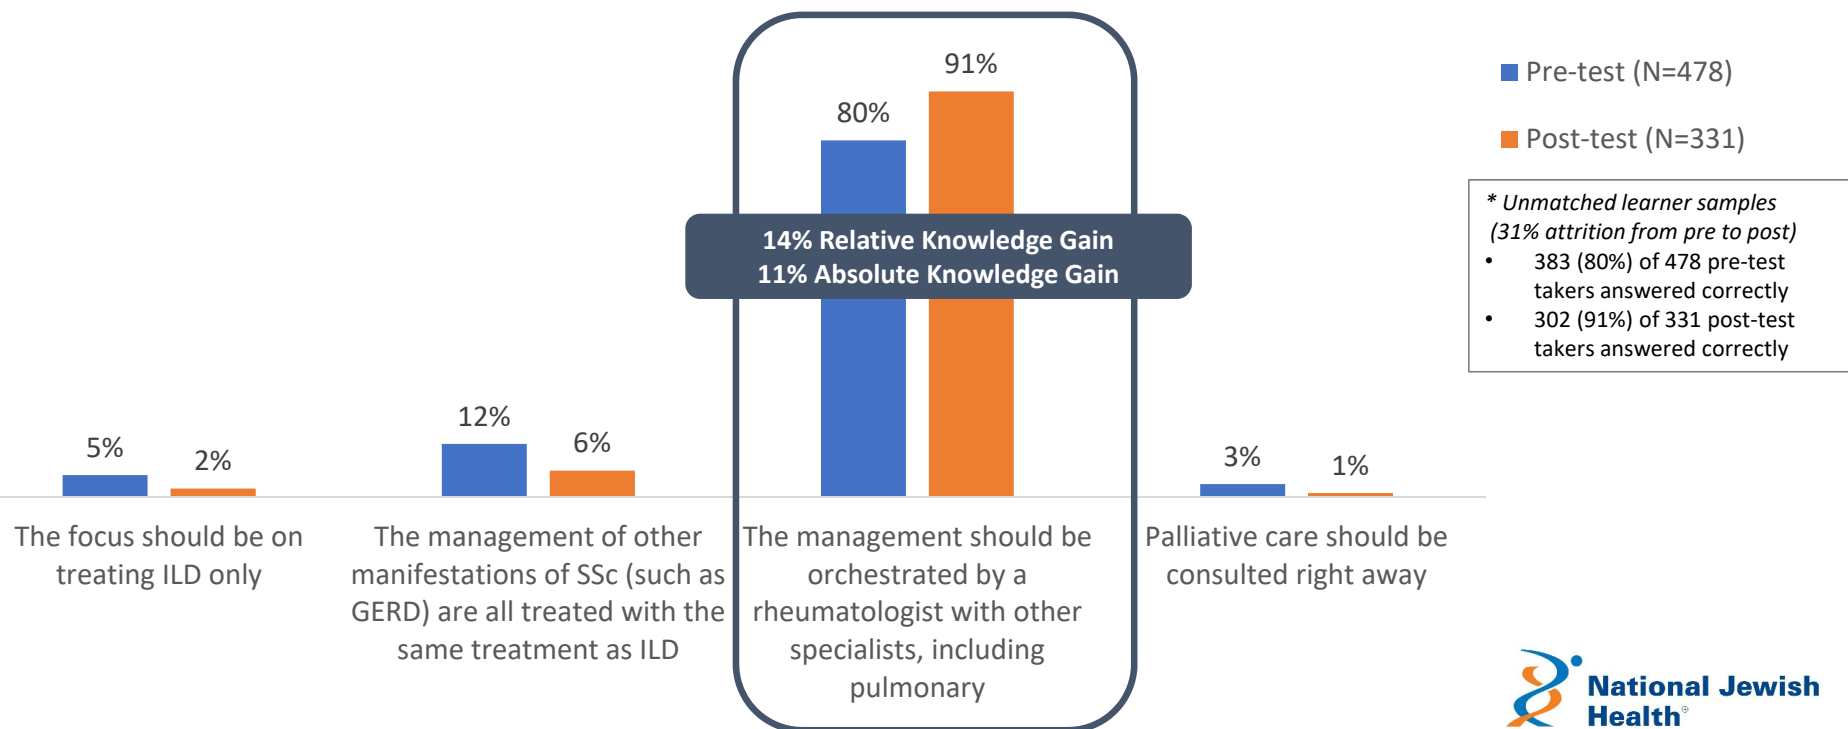 91%
80%
Pre-test (N=478)
Post-test (N=331)
* Unmatched learner samples
(31% attrition from pre to post)
• 383 (80%) of 478 pre-test
takers answered correctly
• 302 (91%) of 331 post-test
takers answered correctly
14% Relative Knowledge Gain
11% Absolute Knowledge Gain
5%
2%
12%
6%
3%
1%
The focus should be on
treating ILD only
The management of other
manifestations of SSc (such as
GERD) are all treated with the
same treatment as ILD
The management should be
orchestrated by a
rheumatologist with other
specialists, including
pulmonary
Palliative care should be
consulted right away
National Jewish
Health®